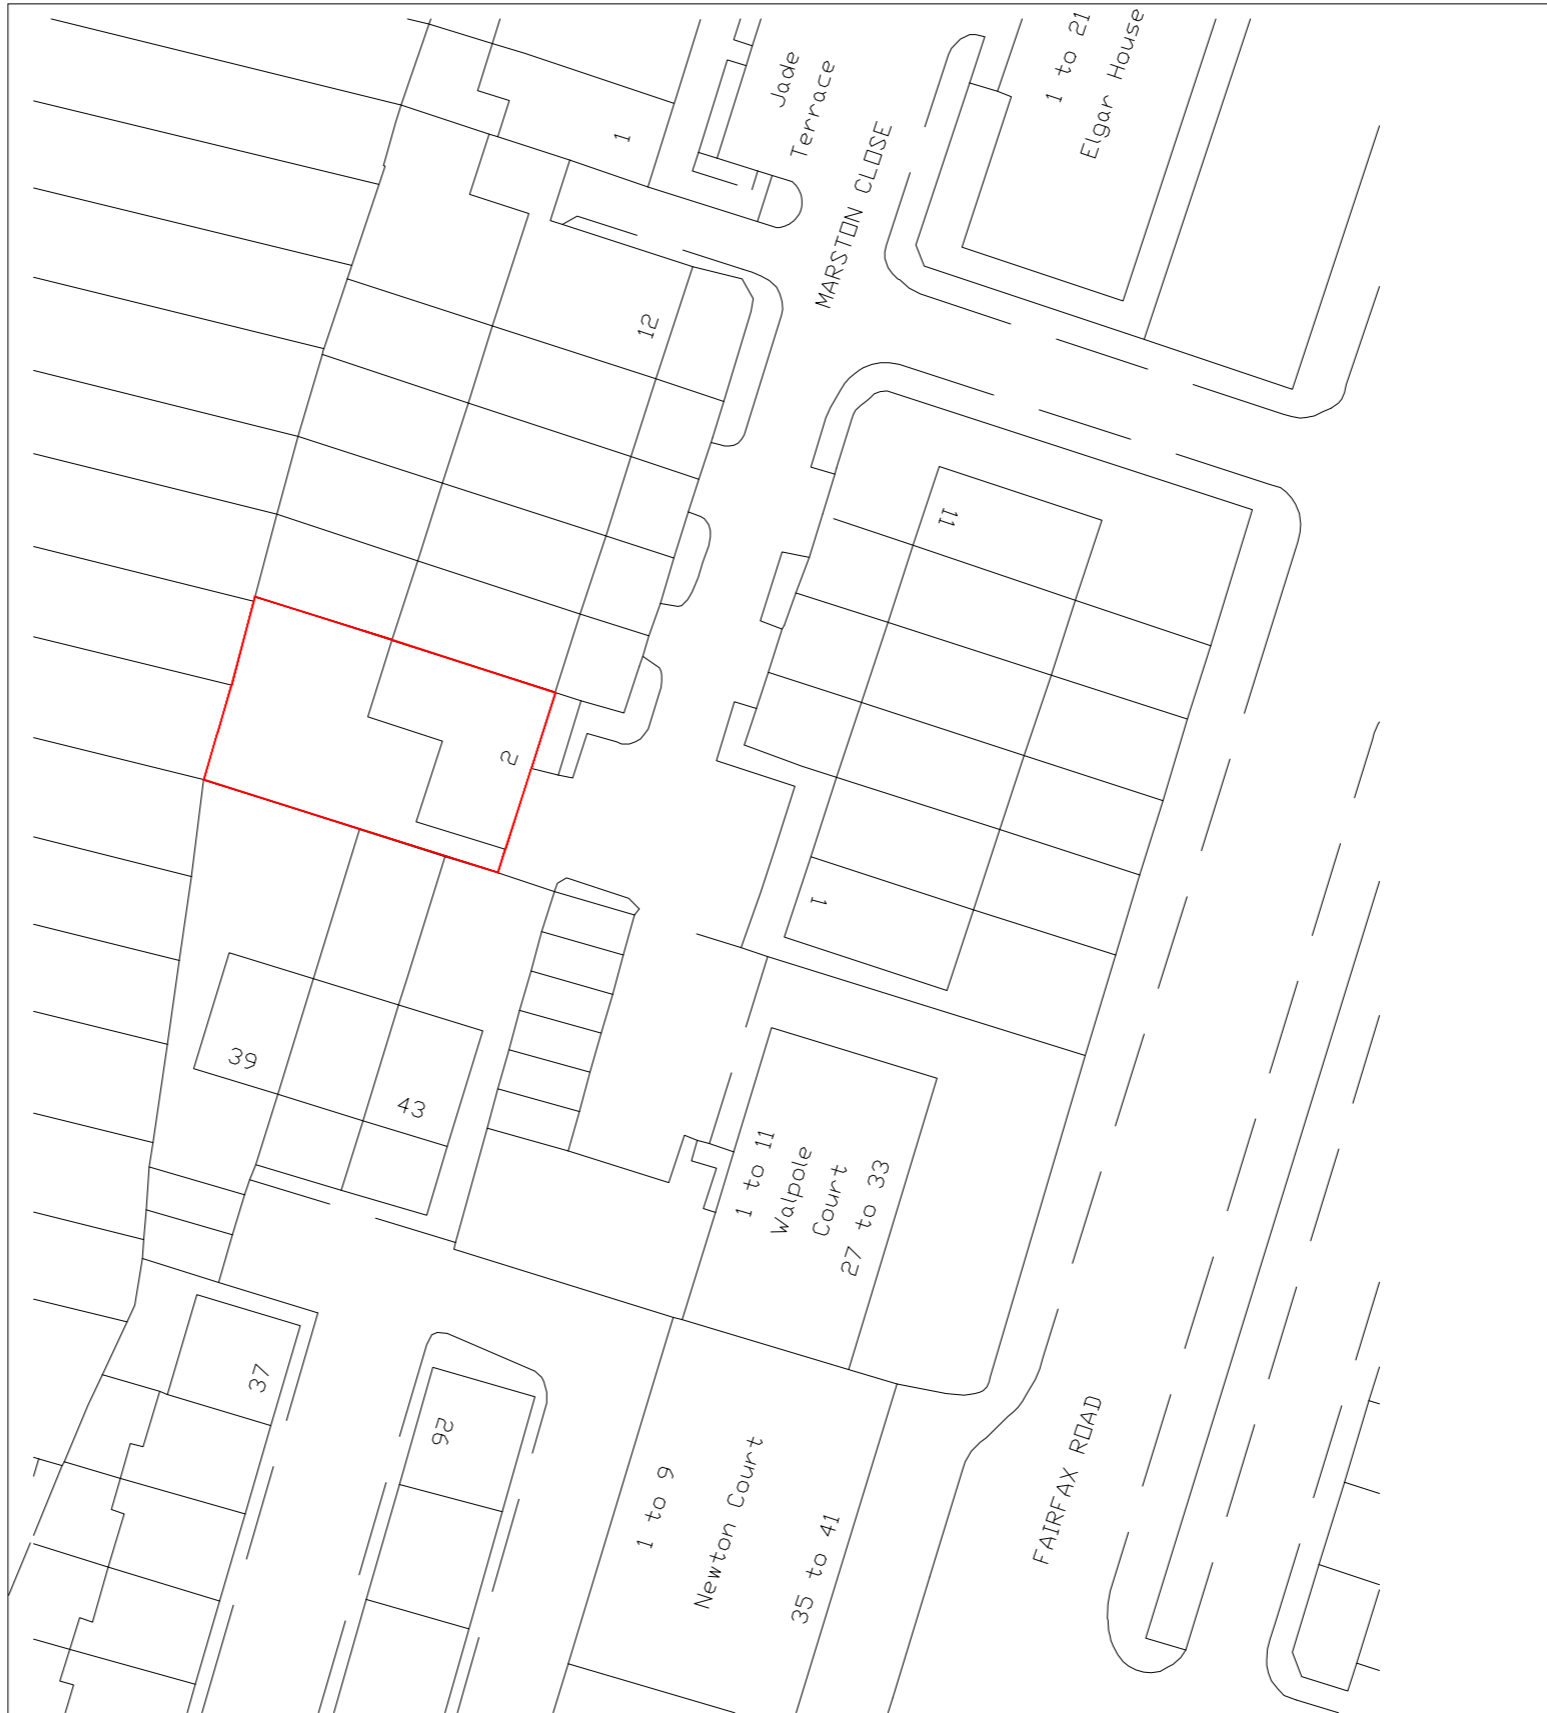 1 to 21
Elgar House
Jade
Terrace
1
MARSTON CLOSE
12
11
2
1
39
43
1 to 11
Walpole
Court
27 to 33
37
26
1 to 9
Newton Court
35 to 41
FAIRFAX ROAD